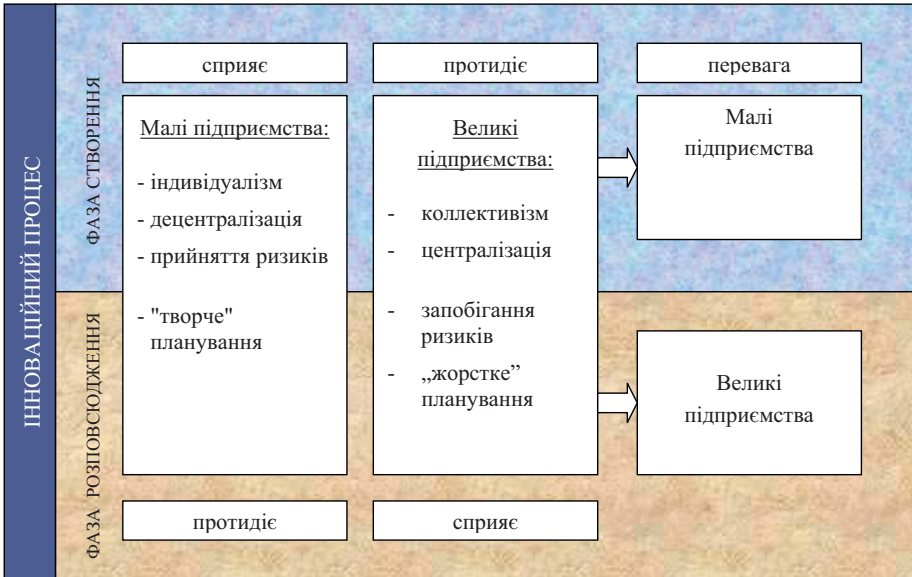 ІННОВАЦІЙНИЙ ПРОЦЕС
ФАЗА СТВОРЕННЯ
сприяє
протидіє
перевага
Малі підприємства:
- індивідуалізм
- децентралізація
- прийняття ризиків
- "творче"
планування
Великі
підприємства:
- коллективізм
- централізація
- запобігання
ризиків
- „жорстке”
планування
Малі
підприємства
ФАЗА РОЗПОВСЮДЖЕННЯ
Великі
підприємства
протидіє
сприяє